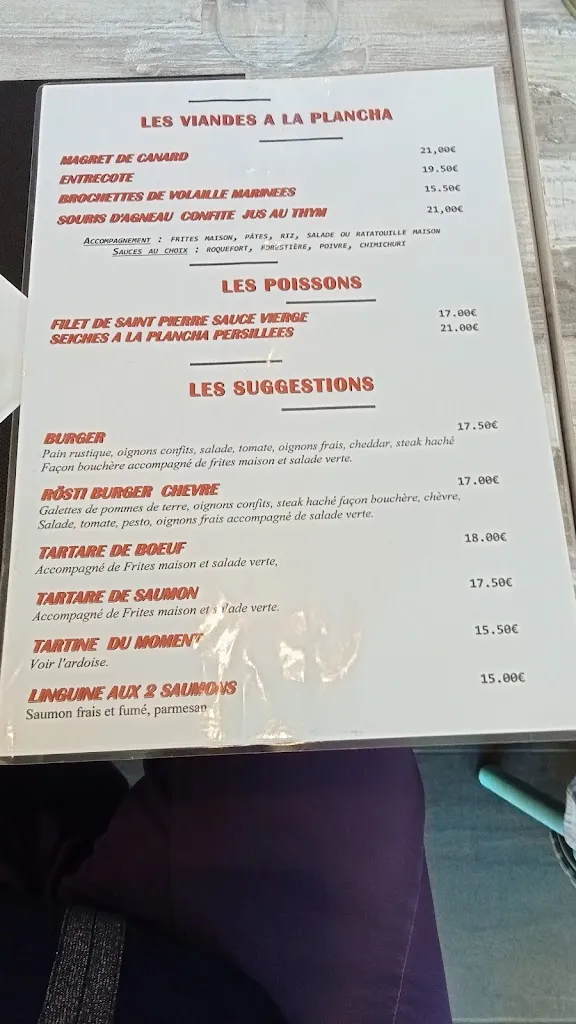 LES VIANDES A LA PLANCHA
MAGRET DE CANARD 21,00€
ENTRECOTE 19.50€
BROCHETTES DE VOLAILLE MARINEES 15.50€
SOURIS D'AGNEAU CONFITE JUS AU THYM 21,00€
ACCOMPAGNEMENT : FRITES MAISON, PÂTES, RIZ, SALADE OU RATATOUILLE MAISON
SAUCES AU CHOIX : ROQUEFORT, FORESTIÈRE, POIVRE, CHIMICHURI
LES POISSONS
FILET DE SAINT PIERRE SAUCE VIERGE 17.00€
SEICHES A LA PLANCHA PERSILLEES 21.00€
LES SUGGESTIONS
BURGER 17.50€
Pain rustique, oignons confits, salade, tomate, oignons frais, cheddar, steak haché
Façon bouchère accompagné de frites maison et salade verte.
RÖSTI BURGER CHEVRE 17.00€
Galettes de pommes de terre, oignons confits, steak haché façon bouchère, chèvre,
Salade, tomate, pesto, oignons frais accompagné de salade verte.
TARTARE DE BOEUF 18.00€
Accompagné de Frites maison et salade verte,
TARTARE DE SAUMON 17.50€
Accompagné de Frites maison et salade verte.
TARTINE DU MOMENT 15.50€
Voir l'ardoise.
LINGUINE AUX 2 SAUMONS 15.00€
Saumon frais et fumé, parmesan